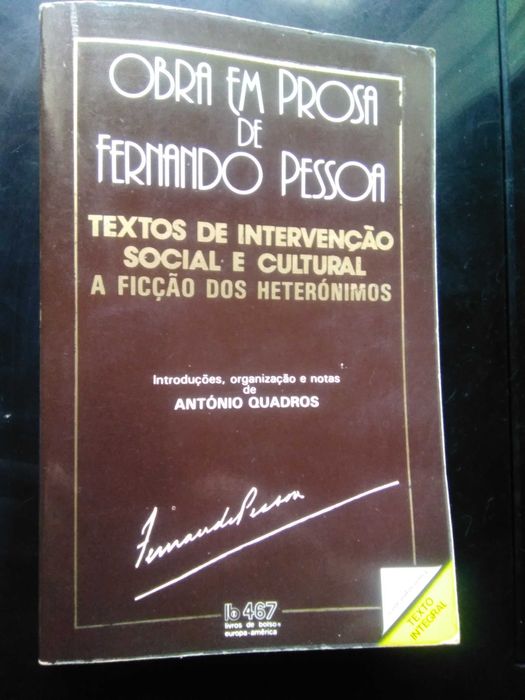 OBRA EM PROSA
DE
FERNANDO PESSOA
TEXTOS DE INTERVENÇÃO
SOCIAL E CULTURAL
A FICÇÃO DOS HETERÓNIMOS
Introduções, organização e notas
de
ANTÓNIO QUADROS
Fernando Pessoa
lb 467
livros de bolso
europa-américa
TEXTO
INTEGRAL